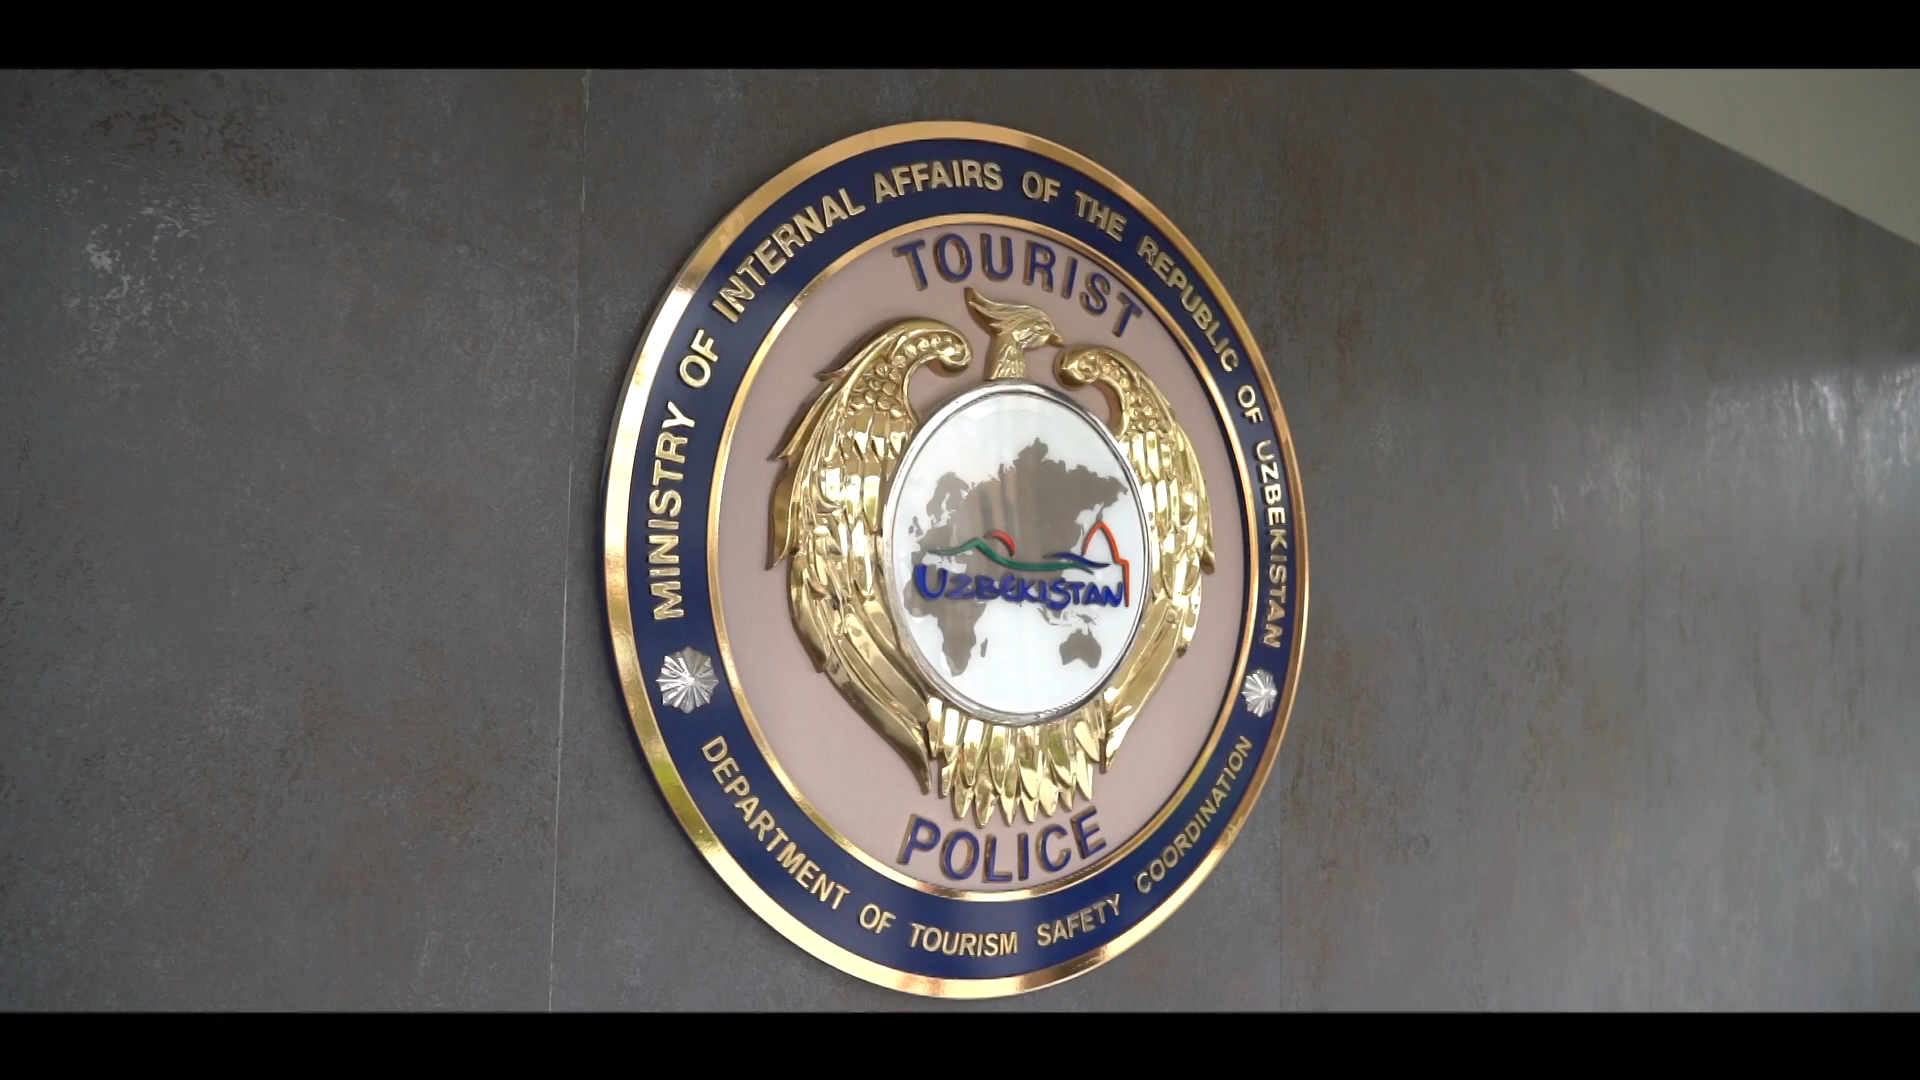 MINISTRY OF INTERNAL AFFAIRS OF THE REPUBLIC OF UZBEKISTAN
TOURIST
UZBEKISTAN
POLICE
DEPARTMENT OF TOURISM SAFETY COORDINATION